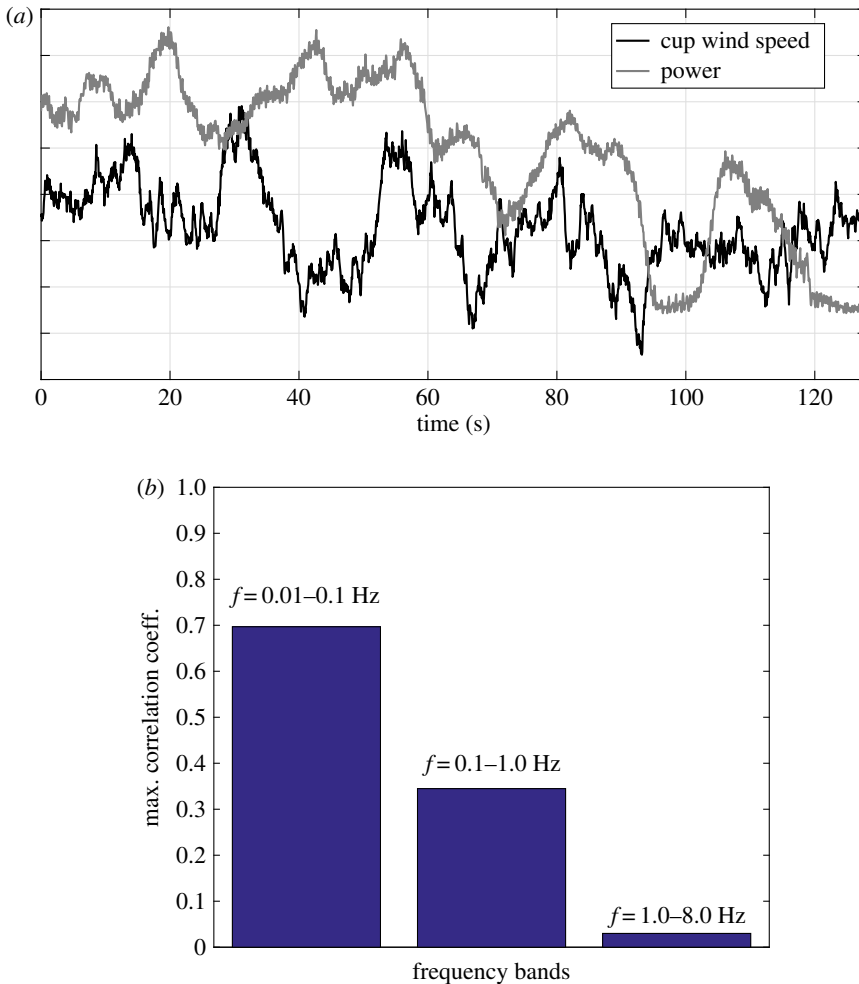 (a)
cup wind speed
power
0 20 40 60 80 100 120
time (s)
(b)
1.0
0.9
0.8
0.7
0.6
0.5
0.4
0.3
0.2
0.1
0
max. correlation coeff.
f = 0.01–0.1 Hz
f = 0.1–1.0 Hz
f = 1.0–8.0 Hz
frequency bands